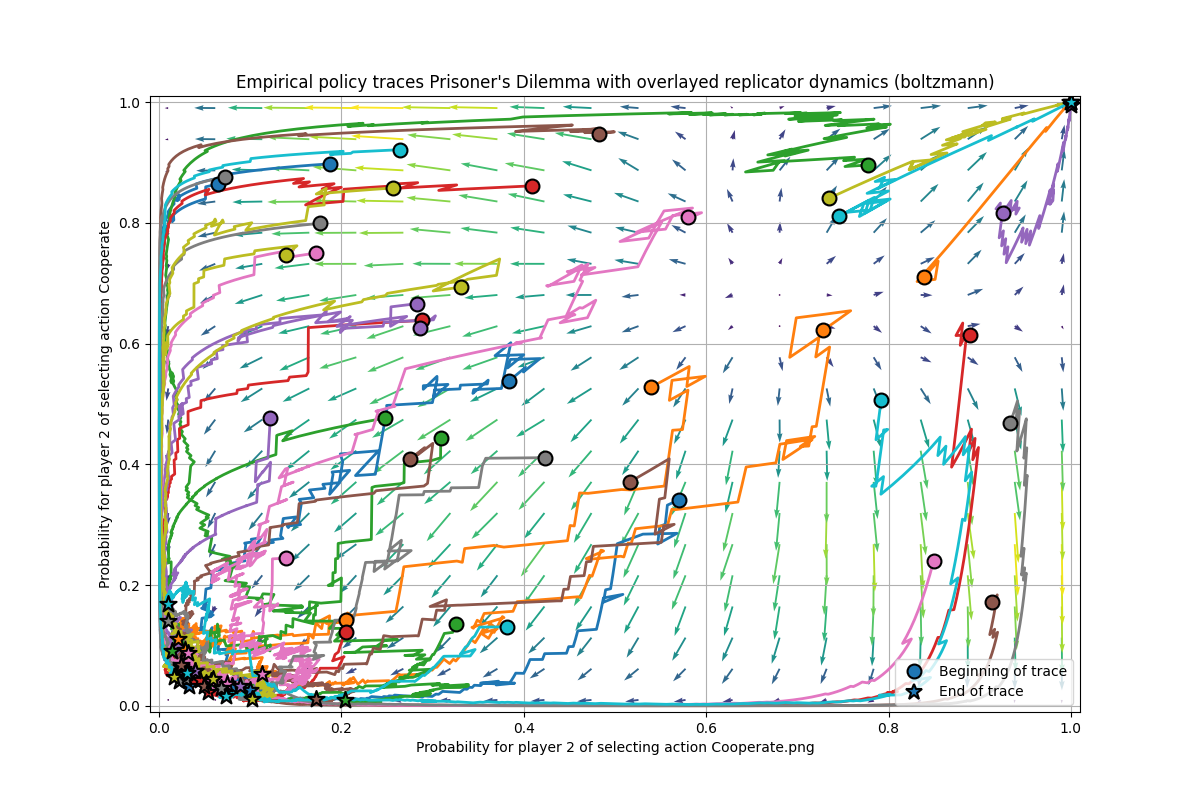 Empirical policy traces Prisoner's Dilemma with overlayed replicator dynamics (boltzmann)
Probability for player 2 of selecting action Cooperate
1.0
0.8
0.6
0.4
0.2
0.0
0.0 0.2 0.4 0.6 0.8 1.0
Probability for player 2 of selecting action Cooperate.png
Beginning of trace
End of trace